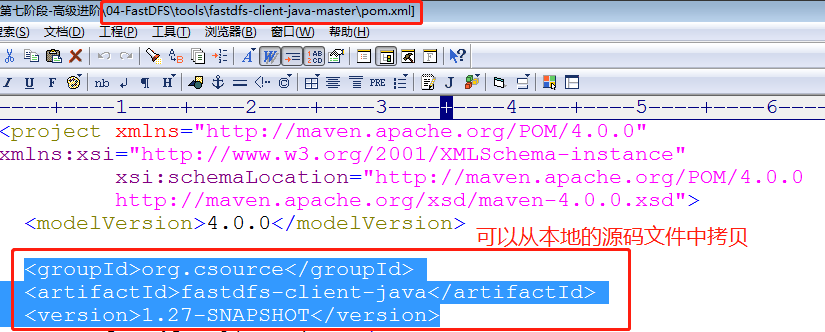 第七阶段-高级进阶\04-FastDFS\tools\fastdfs-client-java-master\pom.xml]
搜索(S) 文档(D) 工程(P) 工具(T) 浏览器(B) 窗口(W) 帮助(H)
I U F nb ¶ H PRE J
----+----1----+----2----+----3----+----4----+----5----+----6----
<project xmlns="http://maven.apache.org/POM/4.0.0"
xmlns:xsi="http://www.w3.org/2001/XMLSchema-instance"
xsi:schemaLocation="http://maven.apache.org/POM/4.0.0
http://maven.apache.org/xsd/maven-4.0.0.xsd">
<modelVersion>4.0.0</modelVersion>
可以从本地的源码文件中拷贝
<groupId>org.csource</groupId>
<artifactId>fastdfs-client-java</artifactId>
<version>1.27-SNAPSHOT</version>